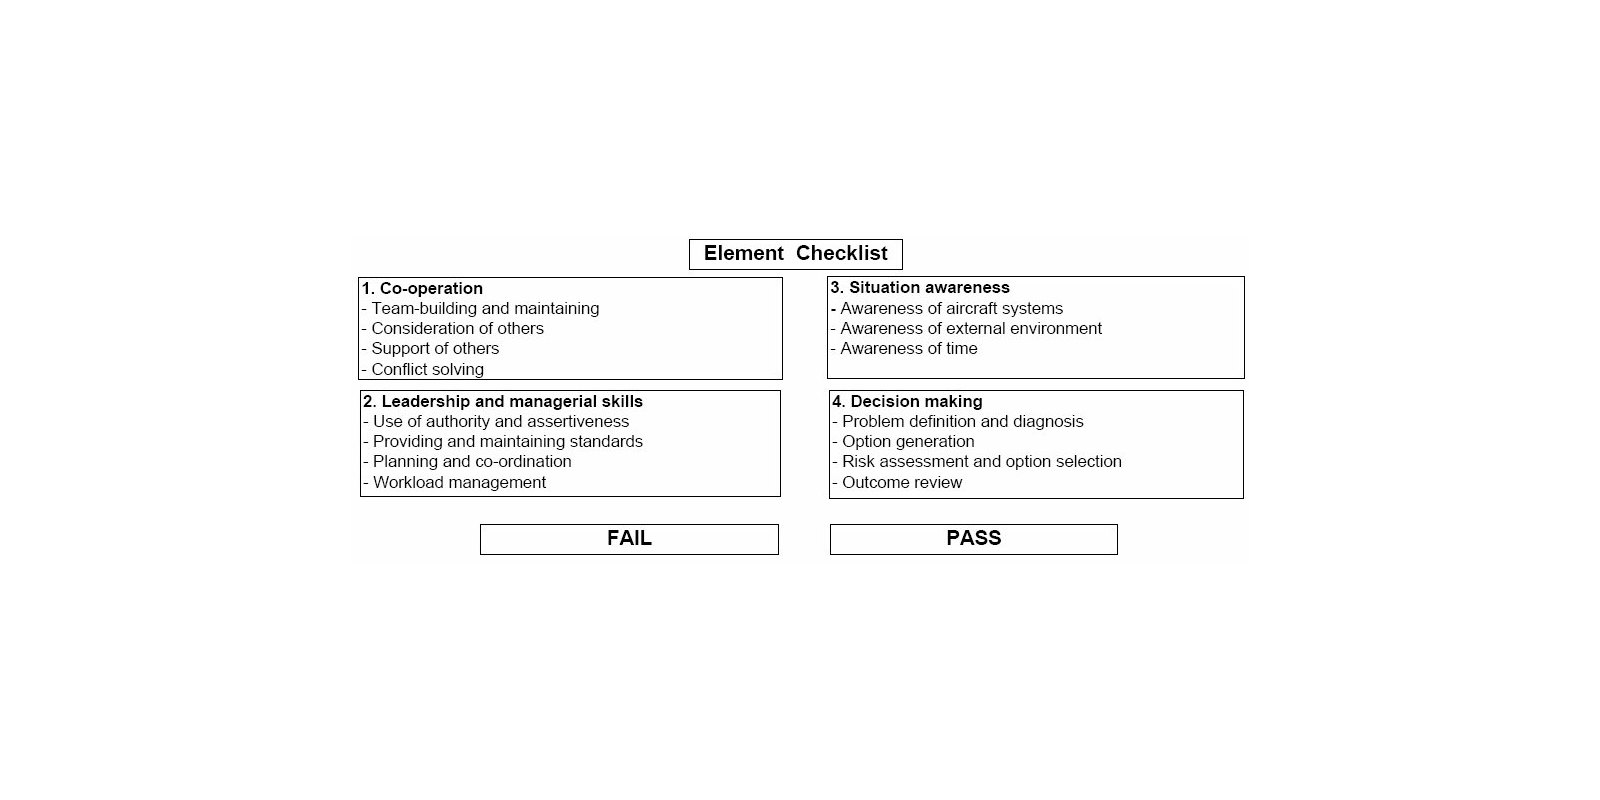 Element Checklist
1. Co-operation
- Team-building and maintaining
- Consideration of others
- Support of others
- Conflict solving
2. Leadership and managerial skills
- Use of authority and assertiveness
- Providing and maintaining standards
- Planning and co-ordination
- Workload management
3. Situation awareness
- Awareness of aircraft systems
- Awareness of external environment
- Awareness of time
4. Decision making
- Problem definition and diagnosis
- Option generation
- Risk assessment and option selection
- Outcome review
FAIL
PASS